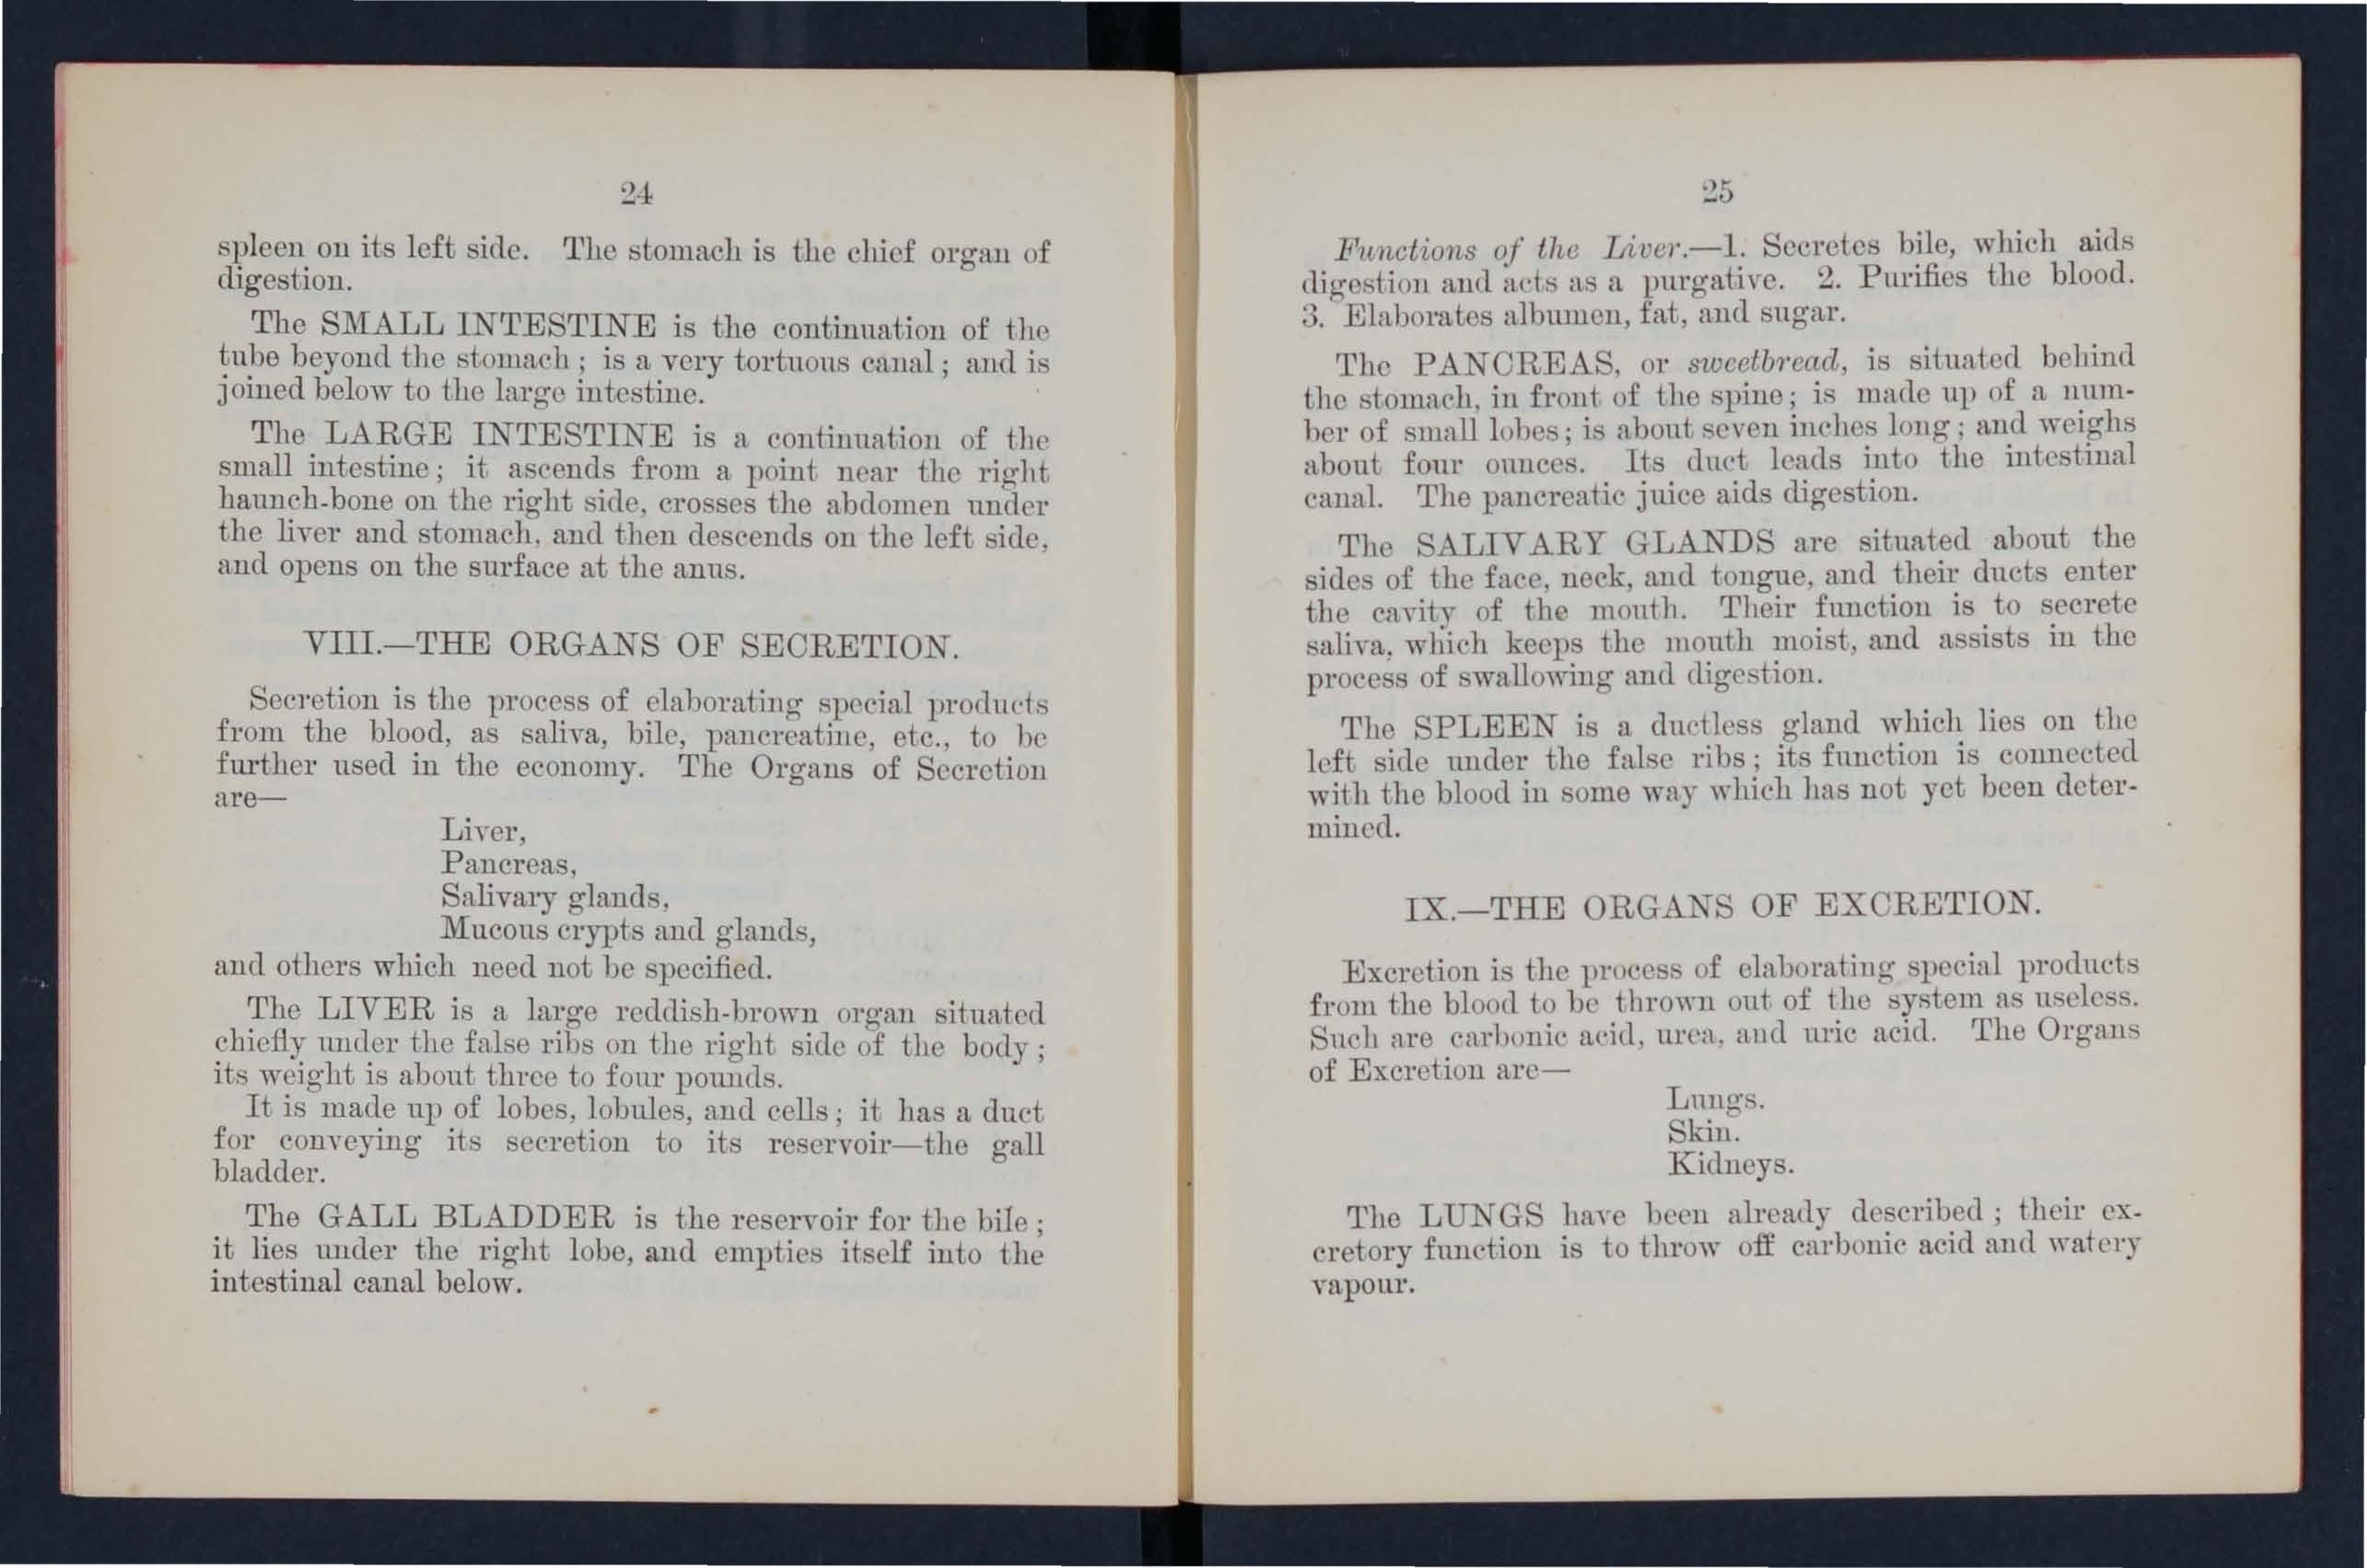 24
spleen on its left side. The stomach is the chief organ of
digestion.
The SMALL INTESTINE is the continuation of the
tube beyond the stomach ; is a very tortuous canal ; and is
joined below to the large intestine.
The LARGE INTESTINE is a continuation of the
small intestine ; it ascends from a point near the right
haunch-bone on the right side, crosses the abdomen under
the liver and stomach, and then descends on the left side,
and opens on the surface at the anus.
VIII.—THE ORGANS OF SECRETION.
Secretion is the process of elaborating special products
from the blood, as saliva, bile, pancreatine, etc., to be
further used in the economy. The Organs of Secretion
are—
Liver,
Pancreas,
Salivary glands,
Mucous crypts and glands,
and others which need not be specified.
The LIVER is a large reddish-brown organ situated
chiefly under the false ribs on the right side of the body ;
its weight is about three to four pounds.
It is made up of lobes, lobules, and cells ; it has a duct
for conveying its secretion to its reservoir—the gall
bladder.
The GALL BLADDER is the reservoir for the bile ;
it lies under the right lobe, and empties itself into the
intestinal canal below.
25
Functions of the Liver.—1. Secretes bile, which aids
digestion and acts as a purgative. 2. Purifies the blood.
3. Elaborates albumen, fat, and sugar.
The PANCREAS, or sweetbread, is situated behind
the stomach, in front of the spine ; is made up of a num-
ber of small lobes ; is about seven inches long ; and weighs
about four ounces. Its duct leads into the intestinal
canal. The pancreatic juice aids digestion.
The SALIVARY GLANDS are situated about the
sides of the face, neck, and tongue, and their ducts enter
the cavity of the mouth. Their function is to secrete
saliva, which keeps the mouth moist, and assists in the
process of swallowing and digestion.
The SPLEEN is a ductless gland which lies on the
left side under the false ribs ; its function is connected
with the blood in some way which has not yet been deter-
mined.
IX.—THE ORGANS OF EXCRETION.
Excretion is the process of elaborating special products
from the blood to be thrown out of the system as useless.
Such are carbonic acid, urea, and uric acid. The Organs
of Excretion are—
Lungs.
Skin.
Kidneys.
The LUNGS have been already described ; their ex-
cretory function is to throw off carbonic acid and watery
vapour.